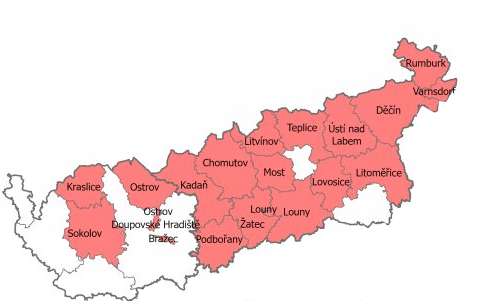 Rumburk
Varnsdorf
Děčín
Teplice
Ústí nad
Labem
Litvínov
Chomutov
Most
Litoměřice
Lovosice
Kadaň
Kraslice
Ostrov
Ostrov
Doupovské Hradiště
Bražec
Louny
Louny
Žatec
Sokolov
Podbořany